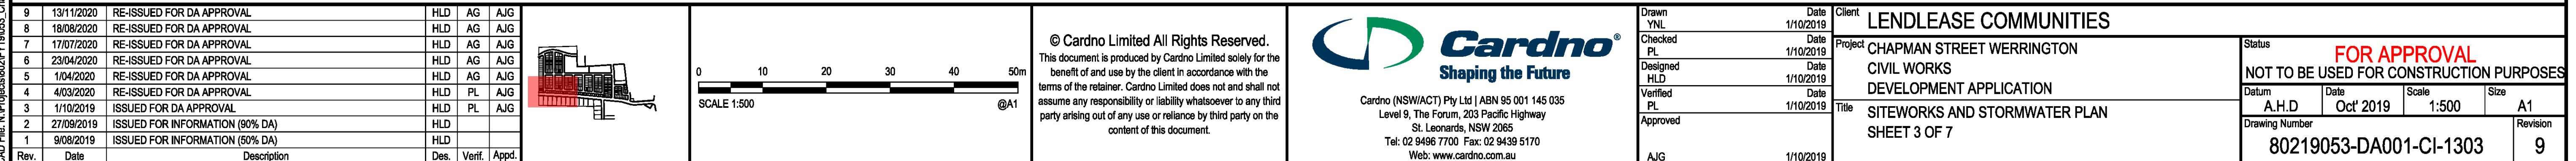 9 13/11/2020 RE-ISSUED FOR DA APPROVAL HLD AG AJG
8 18/08/2020 RE-ISSUED FOR DA APPROVAL HLD AG AJG
7 17/07/2020 RE-ISSUED FOR DA APPROVAL HLD AG AJG
6 23/04/2020 RE-ISSUED FOR DA APPROVAL HLD AG AJG
5 1/04/2020 RE-ISSUED FOR DA APPROVAL HLD AG AJG
4 4/03/2020 RE-ISSUED FOR DA APPROVAL HLD PL AJG
3 1/10/2019 ISSUED FOR DA APPROVAL HLD PL AJG
2 27/09/2019 ISSUED FOR INFORMATION (90% DA) HLD
1 9/08/2019 ISSUED FOR INFORMATION (50% DA) HLD
Rev. Date Description Des. Verif. Appd.
0 10 20 30 40 50m
SCALE 1:500 @A1
© Cardno Limited All Rights Reserved.
This document is produced by Cardno Limited solely for the
benefit of and use by the client in accordance with the
terms of the retainer. Cardno Limited does not and shall not
assume any responsibility or liability whatsoever to any third
party arising out of any use or reliance by third party on the
content of this document.
Cardno®
Shaping the Future
Cardno (NSW/ACT) Pty Ltd | ABN 95 001 145 035
Level 9, The Forum, 203 Pacific Highway
St. Leonards, NSW 2065
Tel: 02 9496 7700 Fax: 02 9439 5170
Web: www.cardno.com.au
Drawn Date
YNL 1/10/2019
Checked Date
PL 1/10/2019
Designed Date
HLD 1/10/2019
Verified Date
PL 1/10/2019
Approved
AJG 1/10/2019
Client LENDLEASE COMMUNITIES
Project CHAPMAN STREET WERRINGTON
CIVIL WORKS
DEVELOPMENT APPLICATION
Title SITEWORKS AND STORMWATER PLAN
SHEET 3 OF 7
Status
FOR APPROVAL
NOT TO BE USED FOR CONSTRUCTION PURPOSES
Datum Date Scale Size
A.H.D Oct' 2019 1:500 A1
Drawing Number Revision
80219053-DA001-CI-1303 9